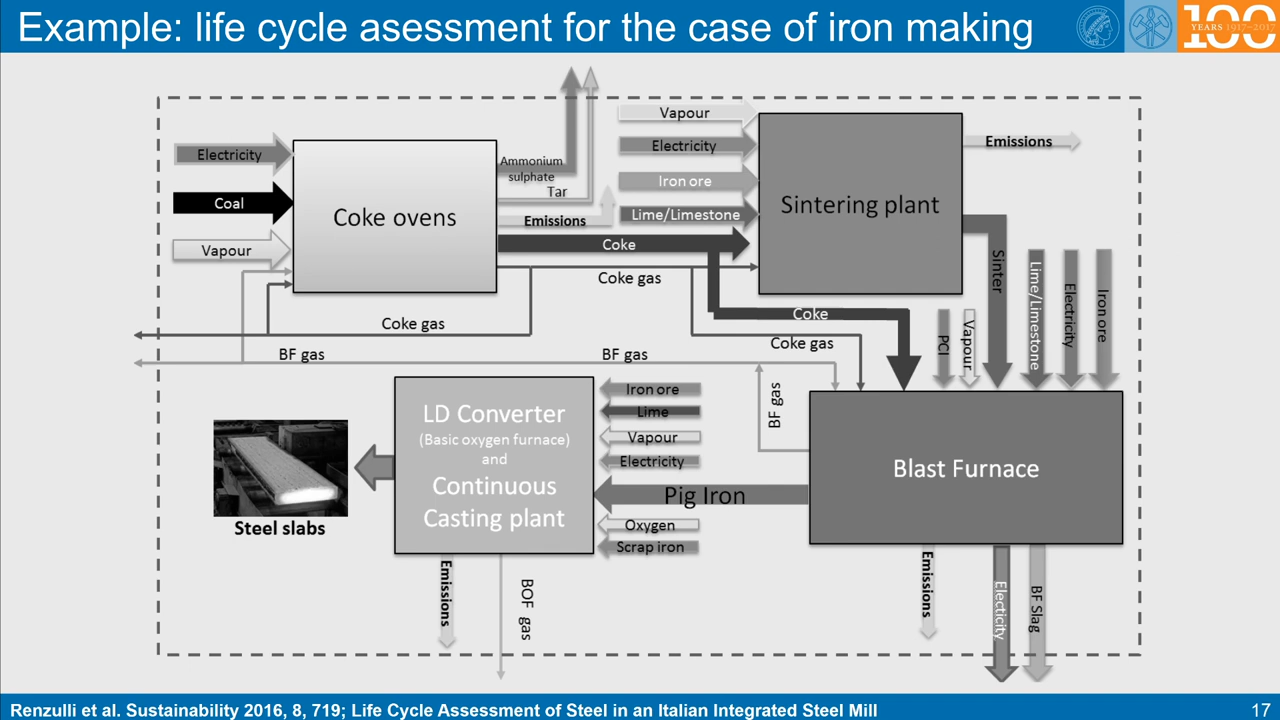 Example: life cycle asessment for the case of iron making
100
YEARS 1917–2017
Electricity
Coal
Vapour
Coke ovens
Ammonium
sulphate
Tar
Emissions
Coke
Coke gas
Coke gas
BF gas
BF gas
Vapour
Electricity
Iron ore
Lime/Limestone
Sintering plant
Emissions
Sinter
Lime/Limestone
Electricity
Iron ore
Coke
Coke gas
PCI
Vapour
BF gas
LD Converter
(Basic oxygen furnace)
and
Continuous
Casting plant
Iron ore
Lime
Vapour
Electricity
Pig Iron
Oxygen
Scrap iron
Blast Furnace
Steel slabs
Emissions
BOF gas
Emissions
Electicity
BF Slag
Renzulli et al. Sustainability 2016, 8, 719; Life Cycle Assessment of Steel in an Italian Integrated Steel Mill
17